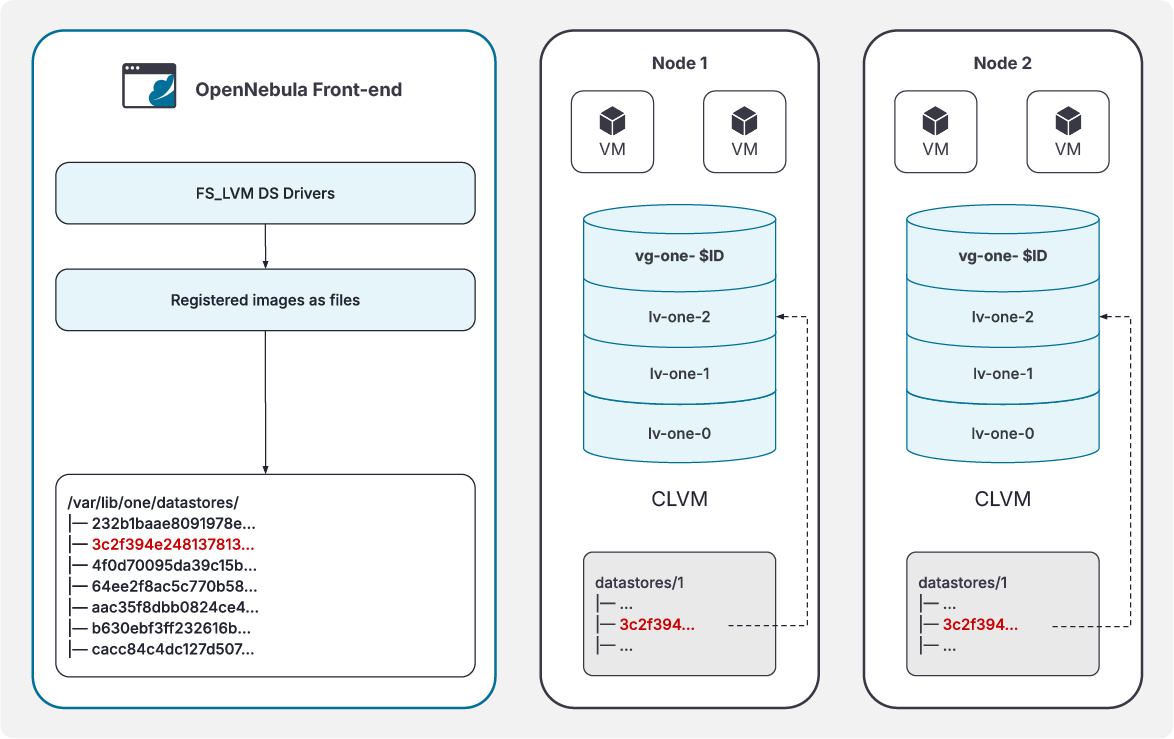 OpenNebula Front-end
FS_LVM DS Drivers
Registered images as files
/var/lib/one/datastores/
|— 232b1baae8091978e...
|— 3c2f394e248137813...
|— 4f0d70095da39c15b...
|— 64ee2f8ac5c770b58...
|— aac35f8dbb0824ce4...
|— b630ebf3ff232616b...
|— cacc84c4dc127d507...
Node 1
VM
VM
vg-one- $ID
lv-one-2
lv-one-1
lv-one-0
CLVM
datastores/1
|— ...
|— 3c2f394...
|— ...
Node 2
VM
VM
vg-one- $ID
lv-one-2
lv-one-1
lv-one-0
CLVM
datastores/1
|— ...
|— 3c2f394...
|— ...